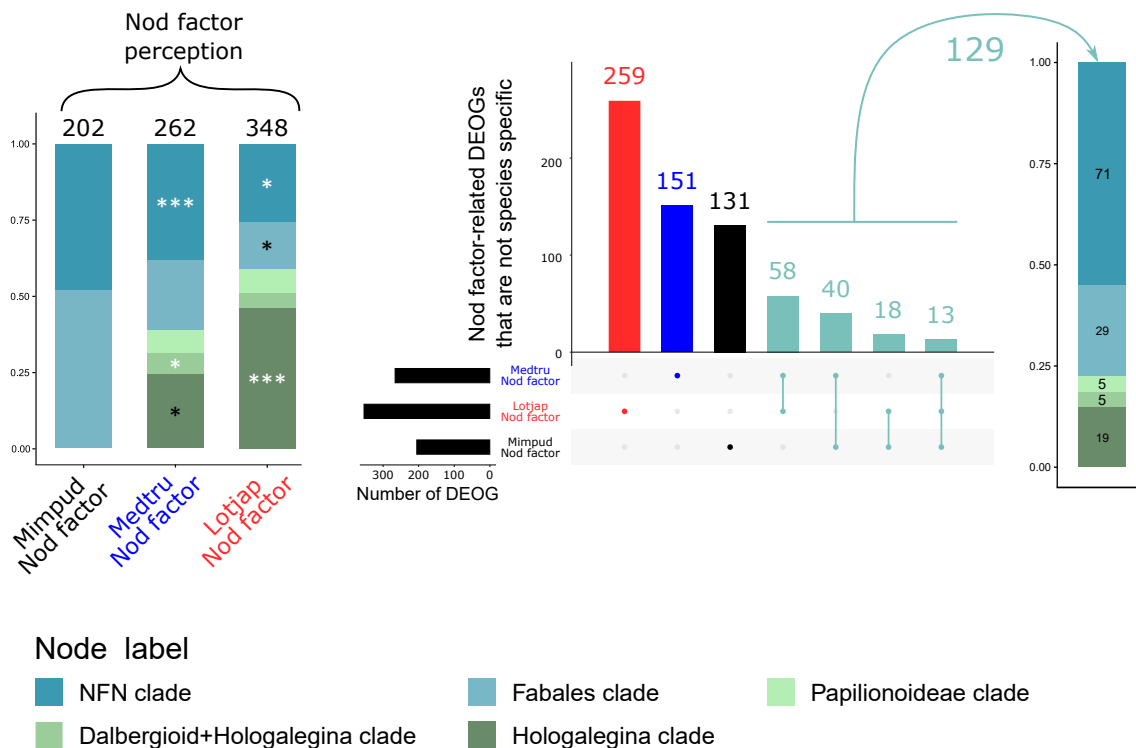 Nod factor
perception
202
262
348
1.00
0.75
0.50
0.25
0.00
***
*
*
*
*
***
Mimpud
Nod factor
Medtru
Nod factor
Lotjap
Nod factor
Nod factor-related DEOGs
that are not species specific
200
100
0
259
151
131
58
40
18
13
129
Medtru
Nod factor
Lotjap
Nod factor
Mimpud
Nod factor
300
200
100
0
Number of DEOG
1.00
0.75
0.50
0.25
0.00
71
29
5
5
19
Node label
NFN clade
Fabales clade
Papilionoideae clade
Dalbergioid+Hologalegina clade
Hologalegina clade